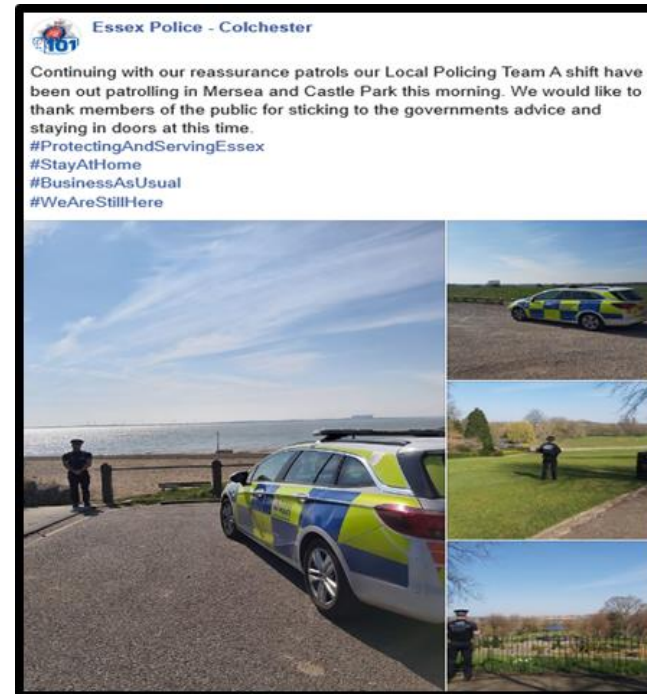 101
Essex Police - Colchester
Continuing with our reassurance patrols our Local Policing Team A shift have
been out patrolling in Mersea and Castle Park this morning. We would like to
thank members of the public for sticking to the governments advice and
staying in doors at this time.
#ProtectingAndServingEssex
#StayAtHome
#BusinessAsUsual
#WeAreStillHere